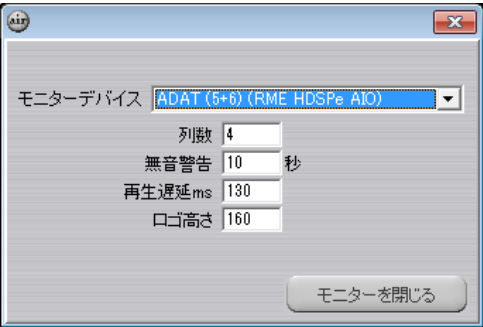 air
モニターデバイス ADAT (5+6) (RME HDSPe AIO)
列数 4
無音警告 10 秒
再生遅延ms 130
ロゴ高さ 160
モニターを閉じる